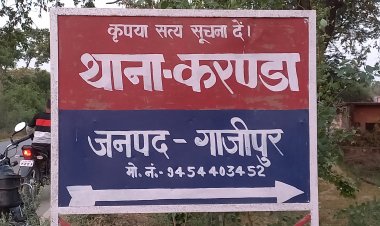 कृपया सत्य सूचना दें।
थाना-करण्डा
जनपद-गाजीपुर
मो. नं.-9454403452